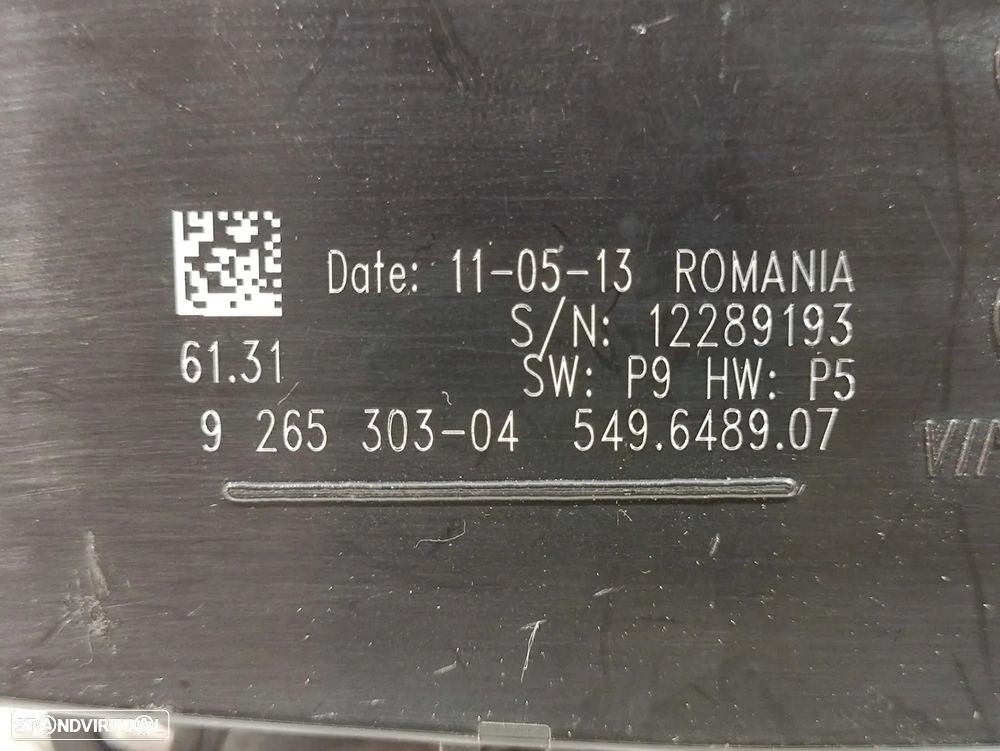 Date: 11-05-13 ROMANIA
S/N: 12289193
61.31
SW: P9 HW: P5
9 265 303-04 549.6489.07
STANDVIRTUAL